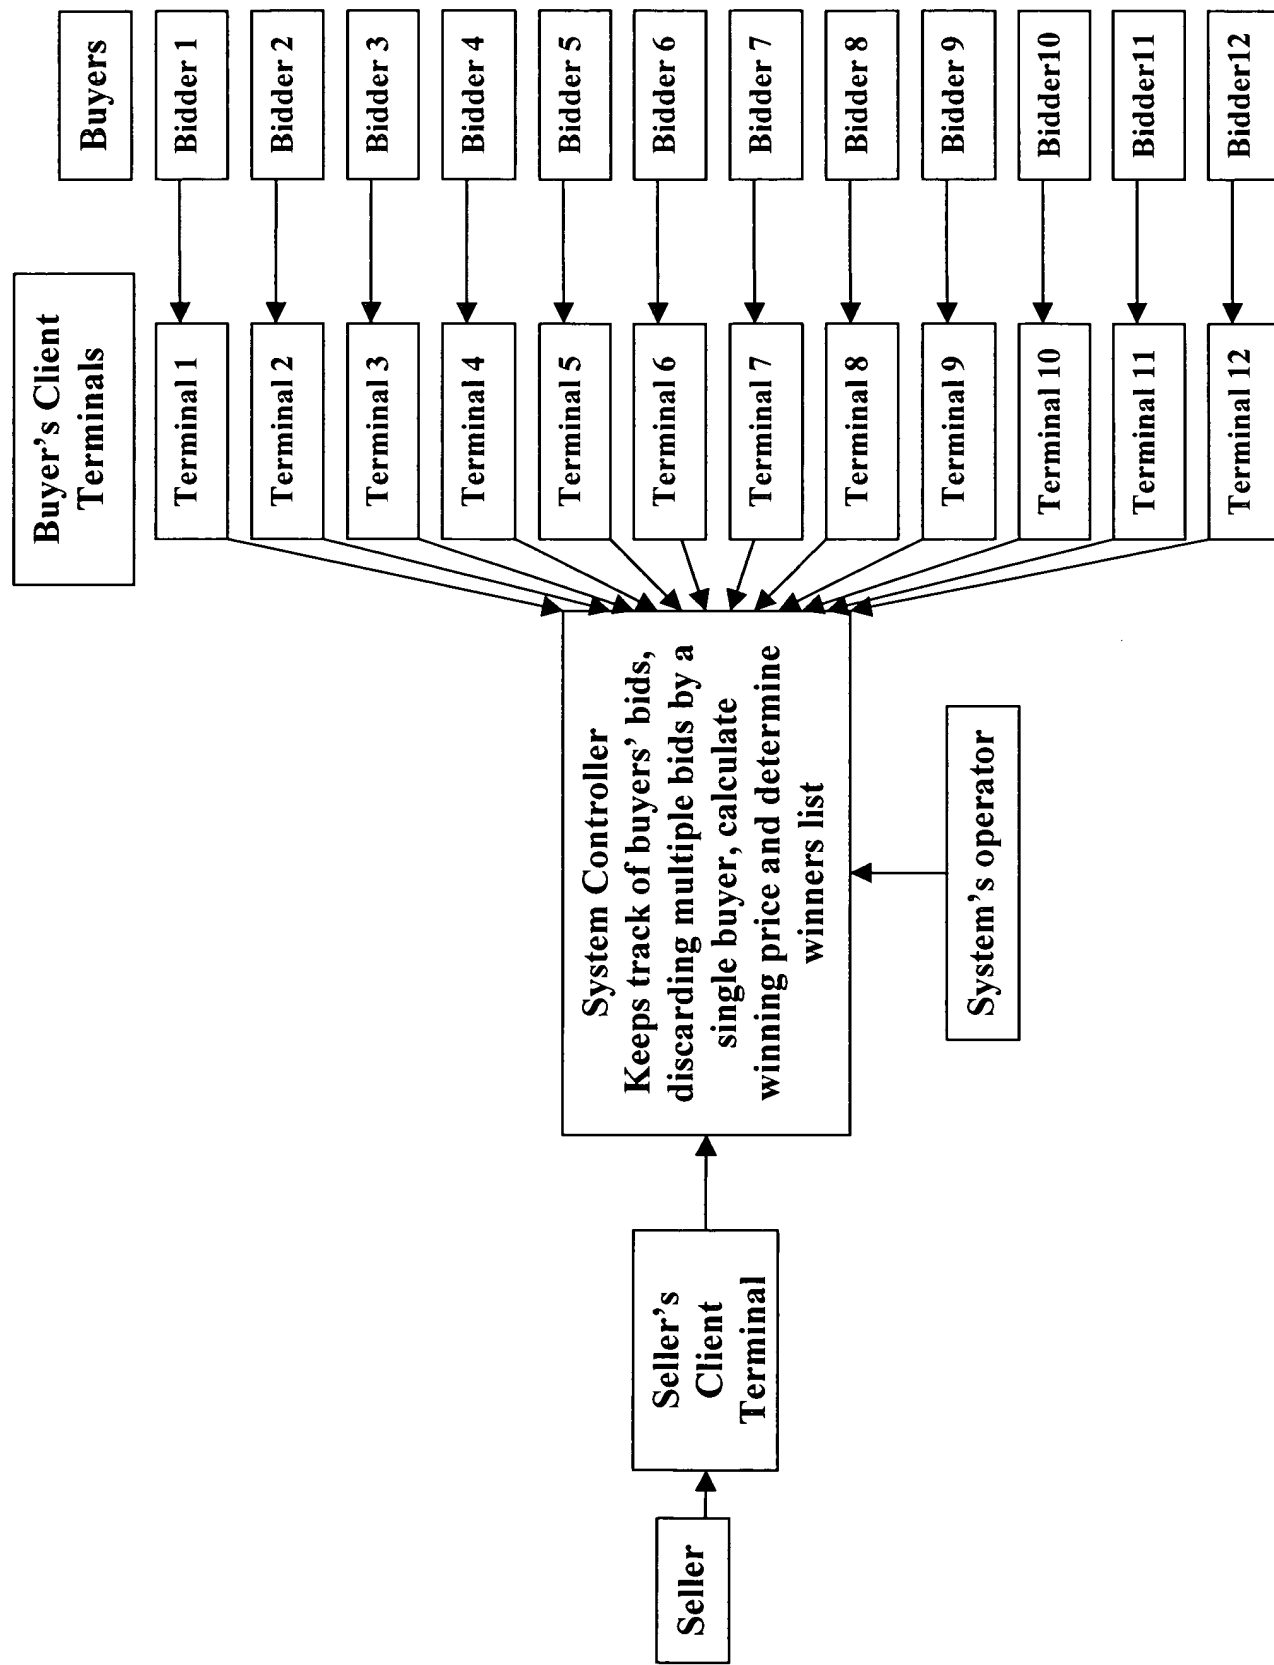 Seller
Seller's
Client
Terminal
System Controller
Keeps track of buyers' bids,
discarding multiple bids by a
single buyer, calculate
winning price and determine
winners list
System's operator
Buyer's Client
Terminals
Terminal 1
Terminal 2
Terminal 3
Terminal 4
Terminal 5
Terminal 6
Terminal 7
Terminal 8
Terminal 9
Terminal 10
Terminal 11
Terminal 12
Buyers
Bidder 1
Bidder 2
Bidder 3
Bidder 4
Bidder 5
Bidder 6
Bidder 7
Bidder 8
Bidder 9
Bidder10
Bidder11
Bidder12